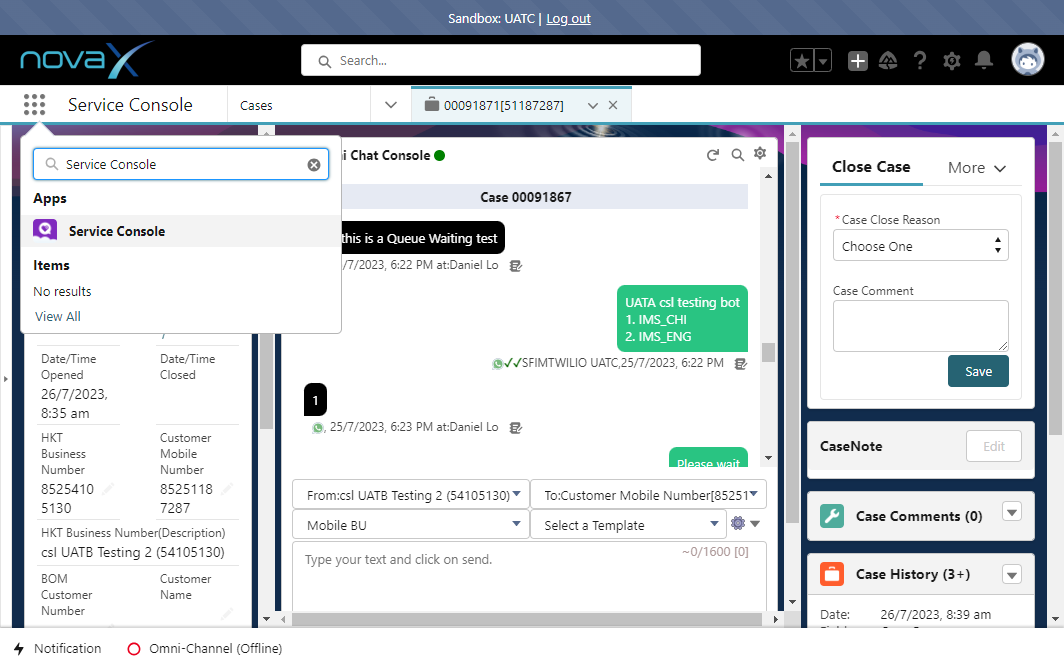 Sandbox: UATC | Log out
novaX
Search...
Service Console
Cases
00091871[51187287]
Service Console
Apps
Service Console
Items
No results
View All
Date/Time Opened
Date/Time Closed
26/7/2023, 8:35 am
HKT Business Number
Customer Mobile Number
85254105130
85251187287
HKT Business Number(Description)
csl UATB Testing 2 (54105130)
BOM Customer Number
Customer Name
Chat Console
Case 00091867
this is a Queue Waiting test
/7/2023, 6:22 PM at:Daniel Lo
UATA csl testing bot
1. IMS_CHI
2. IMS_ENG
SFIMTWILIO UATC,25/7/2023, 6:22 PM
1
, 25/7/2023, 6:23 PM at:Daniel Lo
Please wait
From:csl UATB Testing 2 (54105130)
To:Customer Mobile Number[85251
Mobile BU
Select a Template
Type your text and click on send.
~0/1600 [0]
Close Case
More
*Case Close Reason
Choose One
Case Comment
Save
CaseNote
Edit
Case Comments (0)
Case History (3+)
Date:
26/7/2023, 8:39 am
Notification
Omni-Channel (Offline)